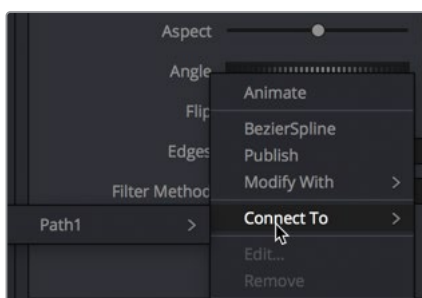 Aspect
Angle
Flip
Edges
Filter Method
Path1 >
Animate
BezierSpline
Publish
Modify With >
Connect To >
Edit...
Remove